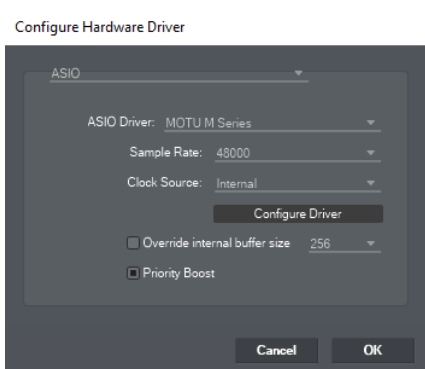 Configure Hardware Driver
ASIO
ASIO Driver: MOTU M Series
Sample Rate: 48000
Clock Source: Internal
Configure Driver
Override internal buffer size 256
Priority Boost
Cancel OK